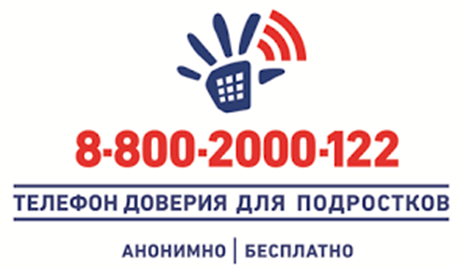 8-800-2000-122
ТЕЛЕФОН ДОВЕРИЯ ДЛЯ ПОДРОСТКОВ
АНОНИМНО | БЕСПЛАТНО